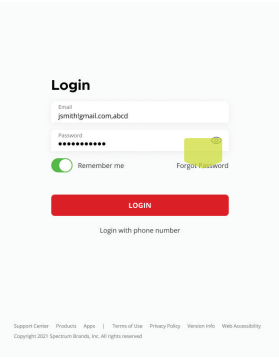 Login
Email
jsmith!gmail.com,abcd
Password
Remember me
Forgot Password
LOGIN
Login with phone number
Support Center Products Apps | Terms of Use Privacy Policy Version Info Web Accessibility
Copyright 2021 Spectrum Brands, Inc. All rights reserved